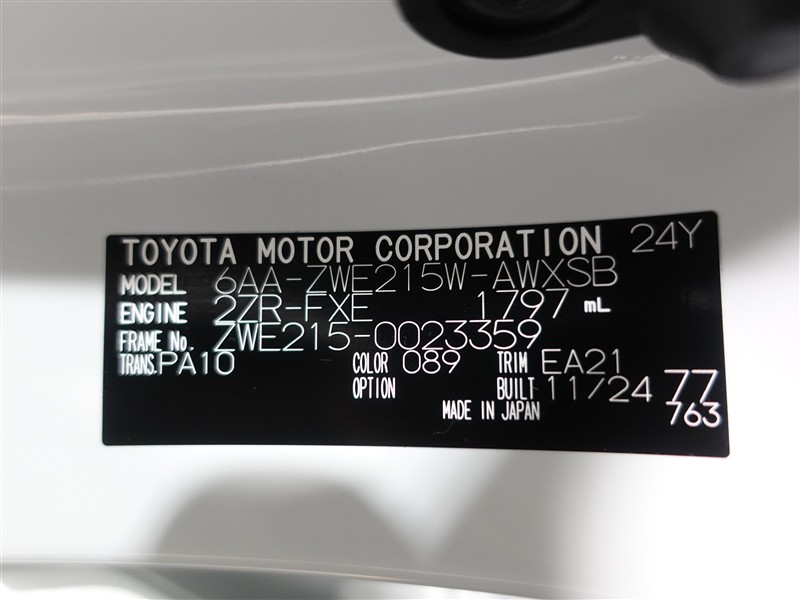 TOYOTA MOTOR CORPORATION 24Y
MODEL 6AA-ZWE215W-AWXSB
ENGINE 2ZR-FXE 1797 mL
FRAME No. ZWE215-0023359
TRANS. PA10 COLOR 089 TRIM EA21
OPTION BUILT 11/24 77
MADE IN JAPAN 763